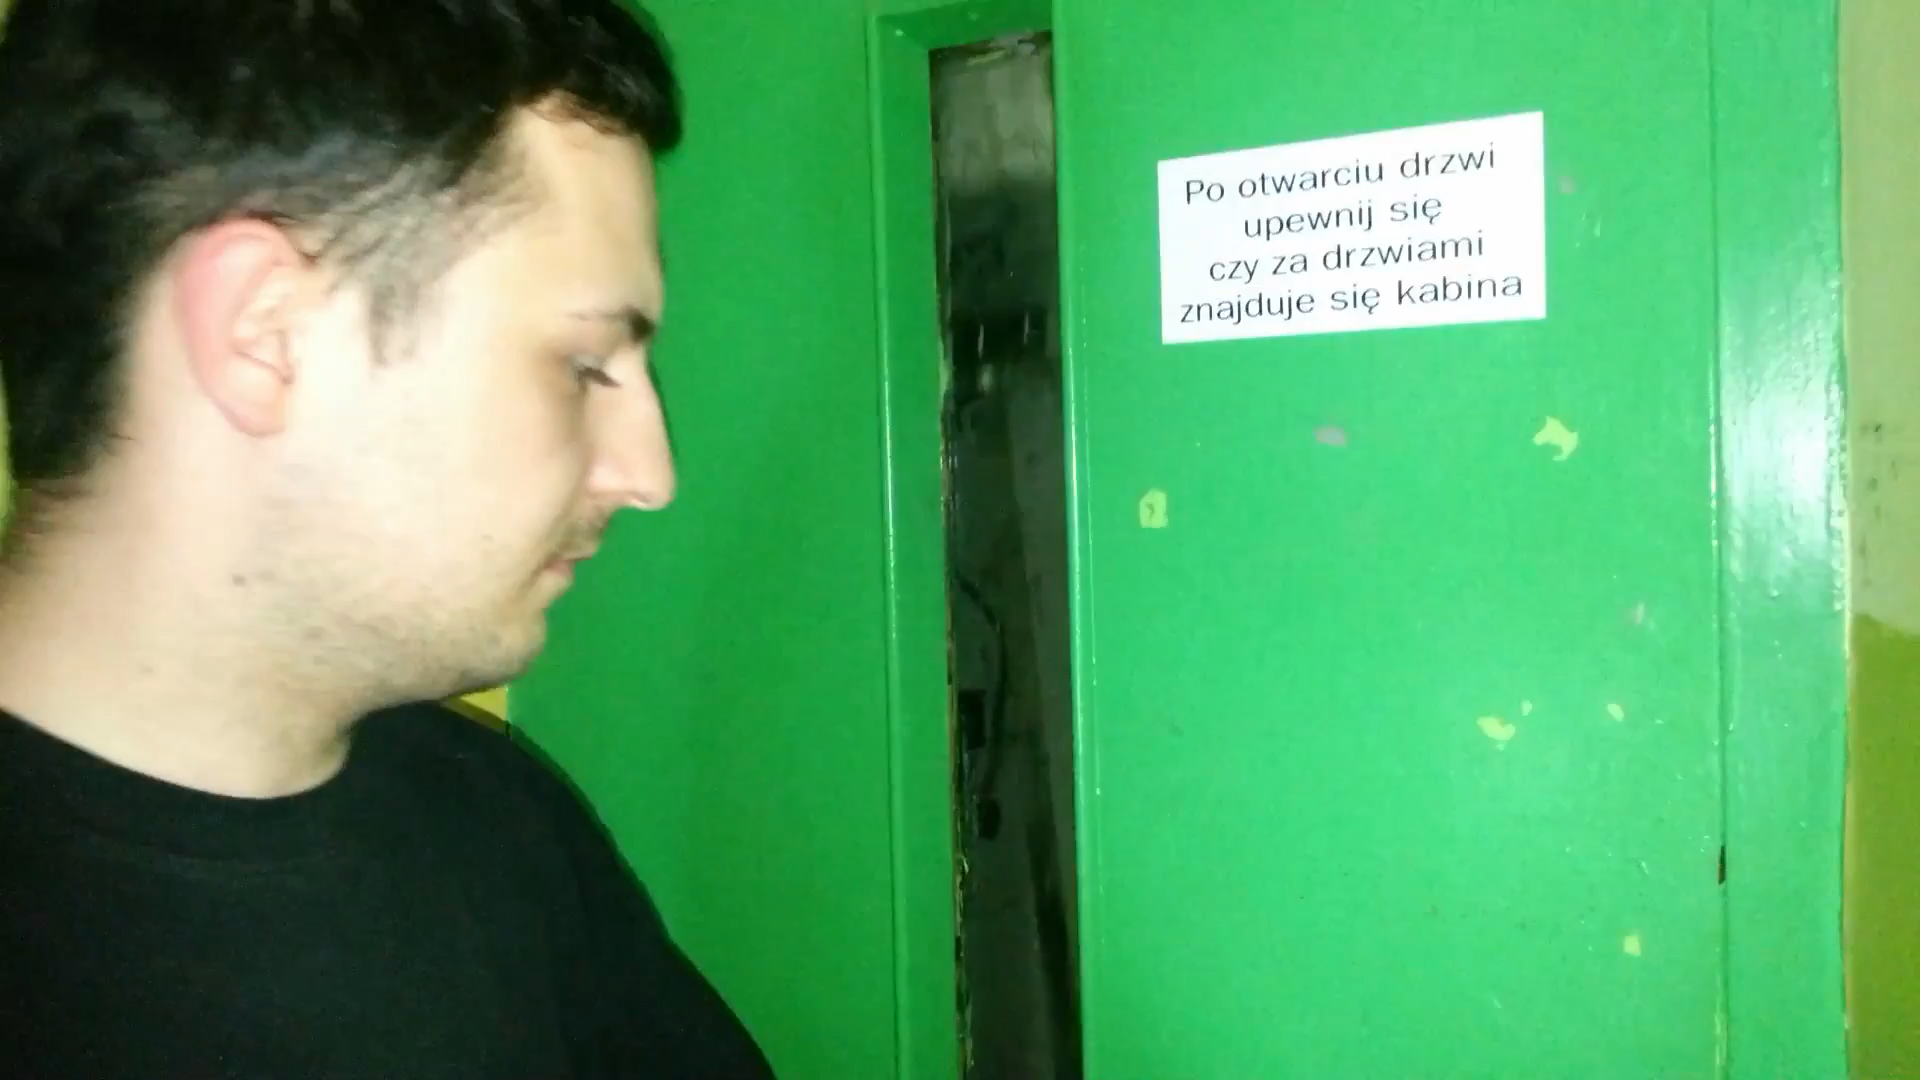 Po otwarciu drzwi
upewnij się
czy za drzwiami
znajduje się kabina